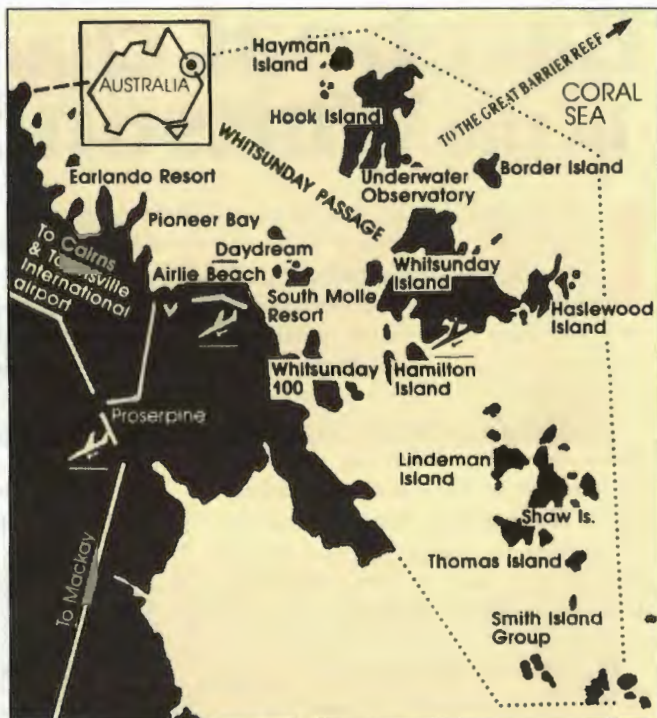 Hayman
Island
AUSTRALIA
TO THE GREAT BARRIER REEF
CORAL
SEA
Hook Island
WHITSUNDAY PASSAGE
Underwater
Observatory
Border Island
Earlando Resort
Pioneer Bay
To Cairns
& Townsville
International
airport
Daydream
Airlie Beach
Whitsunday
Island
South Molle
Resort
Haslewood
Island
Whitsunday
100
Hamilton
Island
Proserpine
Lindeman
Island
Shaw Is.
Thomas Island
To Mackay
Smith Island
Group